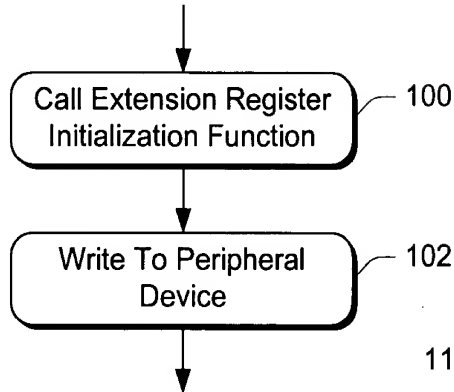 Call Extension Register
Initialization Function
100
Write To Peripheral
Device
102
11